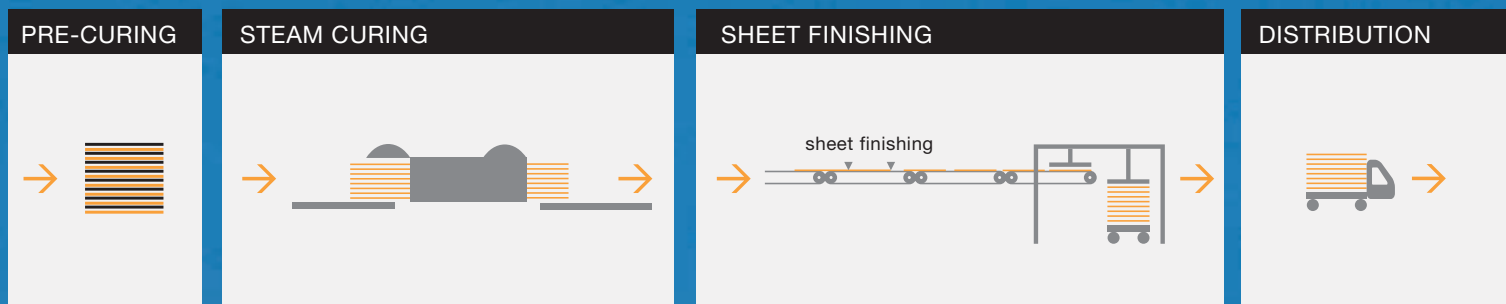 PRE-CURING
STEAM CURING
SHEET FINISHING
DISTRIBUTION
sheet finishing